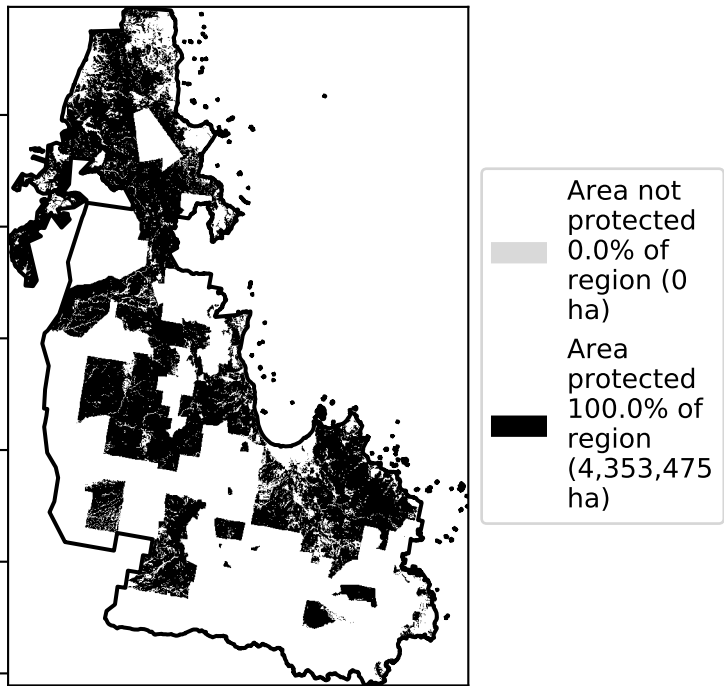 Area not
protected
0.0% of
region (0
ha)
Area
protected
100.0% of
region
(4,353,475
ha)